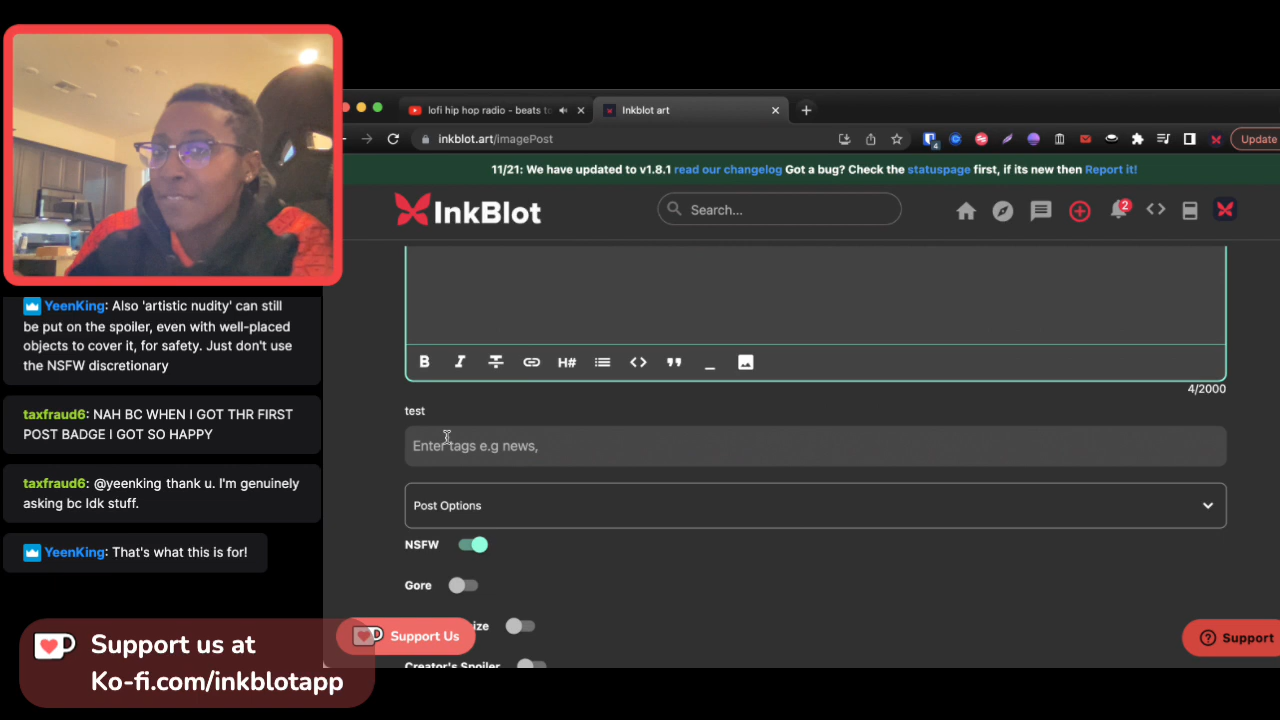 lofi hip hop radio - beats to
Inkblot art
inkblot.art/imagePost
4
Update
11/21: We have updated to v1.8.1 read our changelog Got a bug? Check the statuspage first, if its new then Report it!
InkBlot
Search...
2
YeenKing: Also 'artistic nudity' can still
be put on the spoiler, even with well-placed
objects to cover it, for safety. Just don't use
the NSFW discretionary
taxfraud6: NAH BC WHEN I GOT THR FIRST
POST BADGE I GOT SO HAPPY
taxfraud6: @yeenking thank u. I'm genuinely
asking bc Idk stuff.
YeenKing: That's what this is for!
B I S H#
4/2000
test
Enter tags e.g news,
Post Options
NSFW
Gore
Support Us
Creator's Spoiler
Support
Support us at
Ko-fi.com/inkblotapp